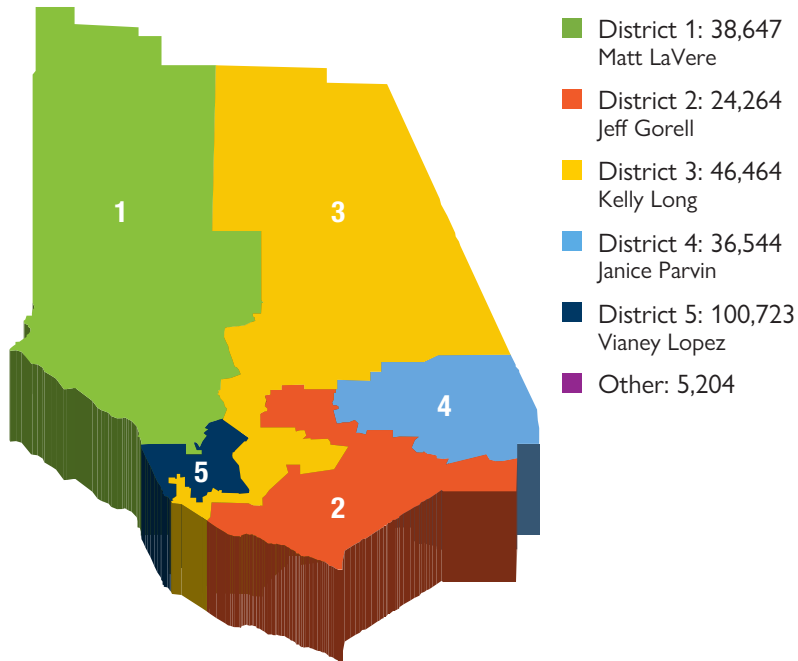 1
3
4
5
2
District 1: 38,647
Matt LaVere
District 2: 24,264
Jeff Gorell
District 3: 46,464
Kelly Long
District 4: 36,544
Janice Parvin
District 5: 100,723
Vianey Lopez
Other: 5,204